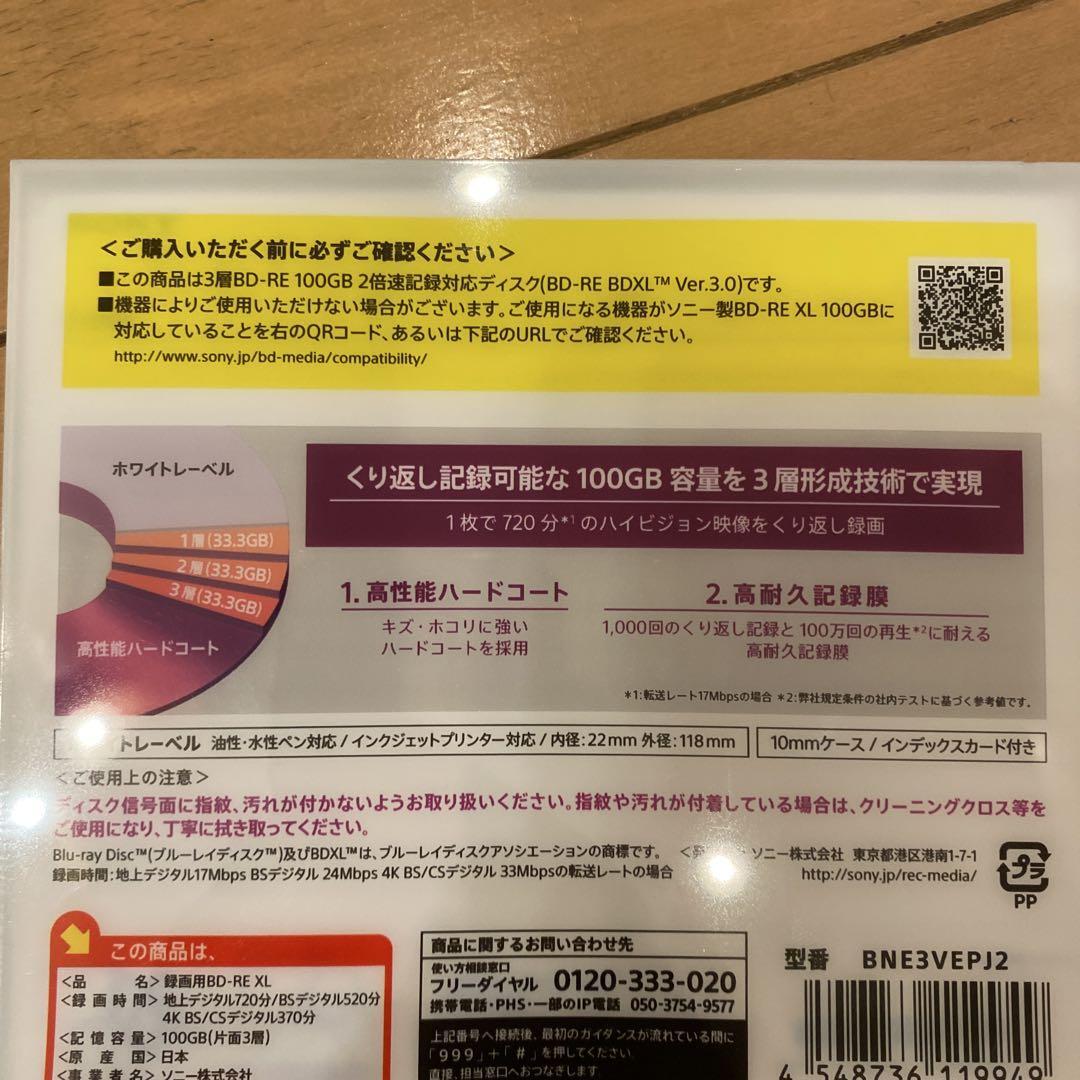 ＜ご購入いただく前に必ずご確認ください＞
■この商品は3層BD-RE 100GB 2倍速記録対応ディスク(BD-RE BDXL™ Ver.3.0)です。
■機器によりご使用いただけない場合がございます。ご使用になる機器がソニー製BD-RE XL 100GBに
対応していることを右のQRコード、あるいは下記のURLでご確認ください。
http://www.sony.jp/bd-media/compatibility/
ホワイトレーベル
1層(33.3GB)
2層(33.3GB)
3層(33.3GB)
高性能ハードコート
くり返し記録可能な 100GB 容量を 3 層形成技術で実現
1枚で 720 分*1 のハイビジョン映像をくり返し録画
1. 高性能ハードコート
キズ・ホコリに強い
ハードコートを採用
2. 高耐久記録膜
1,000回のくり返し記録と100万回の再生*2に耐える
高耐久記録膜
*1:転送レート17Mbpsの場合 *2:弊社規定条件の社内テストに基づく参考値です。
トレーベル 油性・水性ペン対応 / インクジェットプリンター対応 / 内径:22mm 外径:118mm
10mmケース / インデックスカード付き
＜ご使用上の注意＞
ディスク信号面に指紋、汚れが付かないようお取り扱いください。指紋や汚れが付着している場合は、クリーニングクロス等を
ご使用になり、丁寧に拭き取ってください。
Blu-ray Disc™(ブルーレイディスク™)及びBDXL™は、ブルーレイディスクアソシエーションの商標です。
録画時間:地上デジタル17Mbps BSデジタル 24Mbps 4K BS/CSデジタル 33Mbpsの転送レートの場合
ソニー株式会社 東京都港区港南1-7-1
http://sony.jp/rec-media/
プラ
PP
この商品は、
＜品名＞録画用BD-RE XL
＜録画時間＞地上デジタル720分/BSデジタル520分
4K BS/CSデジタル370分
＜記憶容量＞100GB(片面3層)
＜原産国＞日本
＜事業者名＞ソニー株式会社
商品に関するお問い合わせ先
使い方相談窓口
フリーダイヤル 0120-333-020
携帯電話・PHS・一部のIP電話 050-3754-9577
上記番号へ接続後、最初のガイダンスが流れている間に
「999」+「#」を押してください。
直接、担当窓口へおつなぎします。
型番 BNE3VEPJ2
4 548736 119949